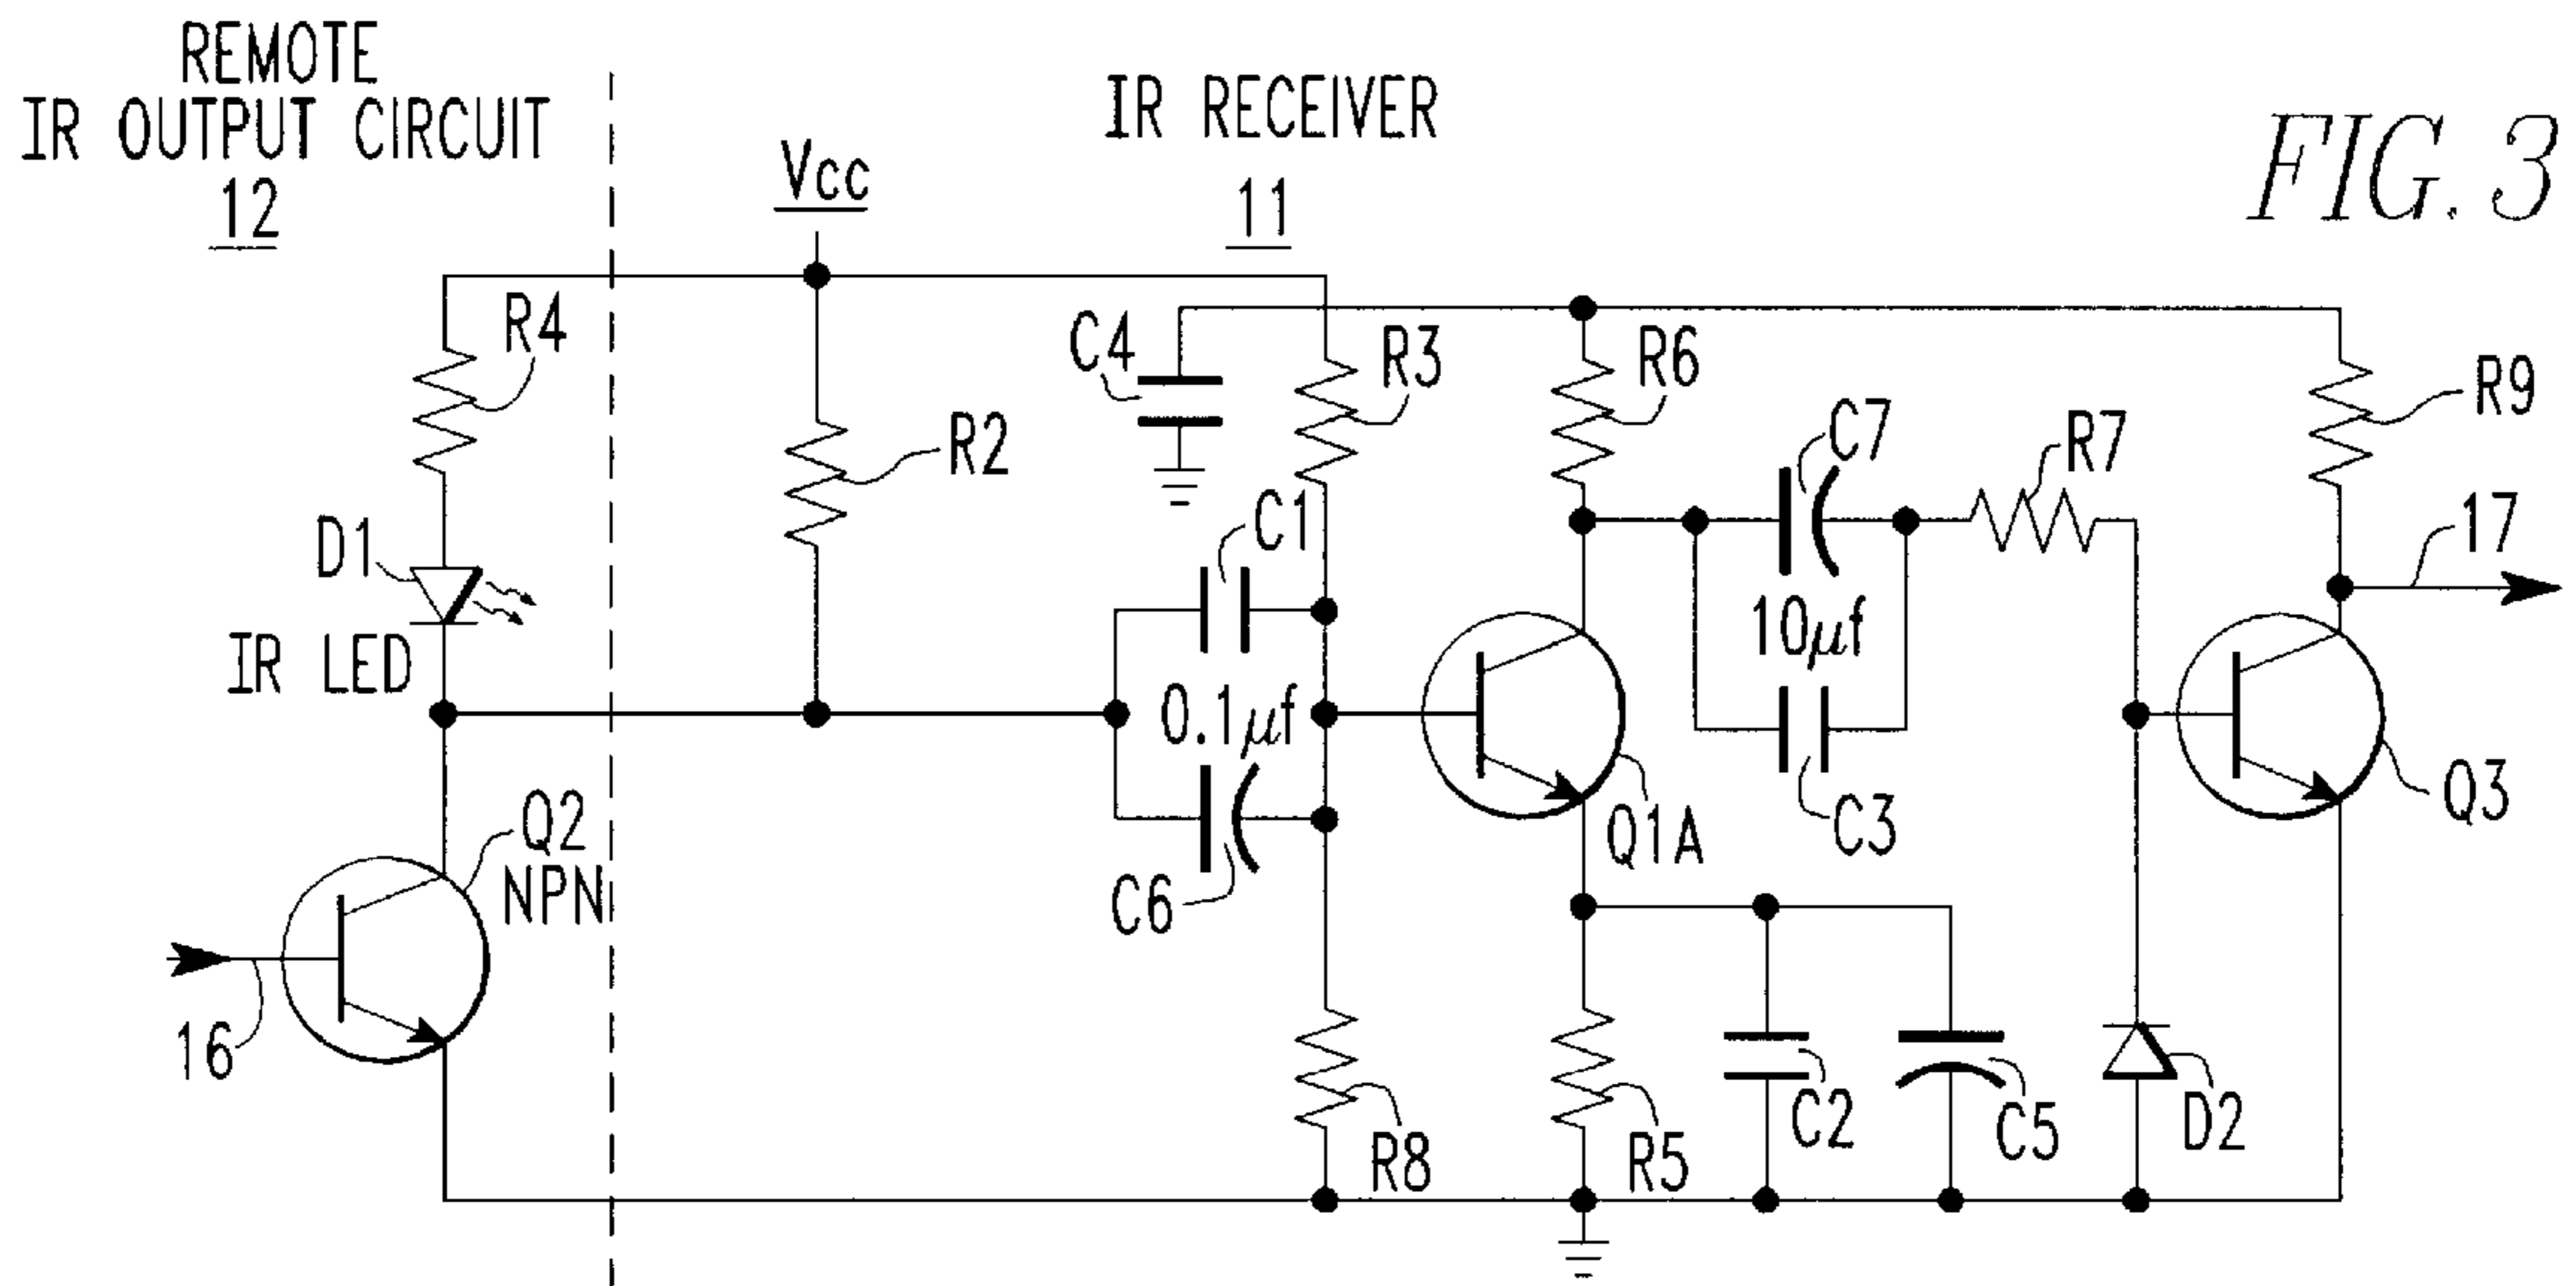 REMOTE
IR OUTPUT CIRCUIT
12
IR RECEIVER
11
FIG. 3
Vcc
R4
R2
C4
R3
R6
C7
R7
R9
17
C1
D1
IR LED
0.1μf
10μf
C6
Q1A
C3
Q3
Q2
NPN
16
R8
R5
C2
C5
D2